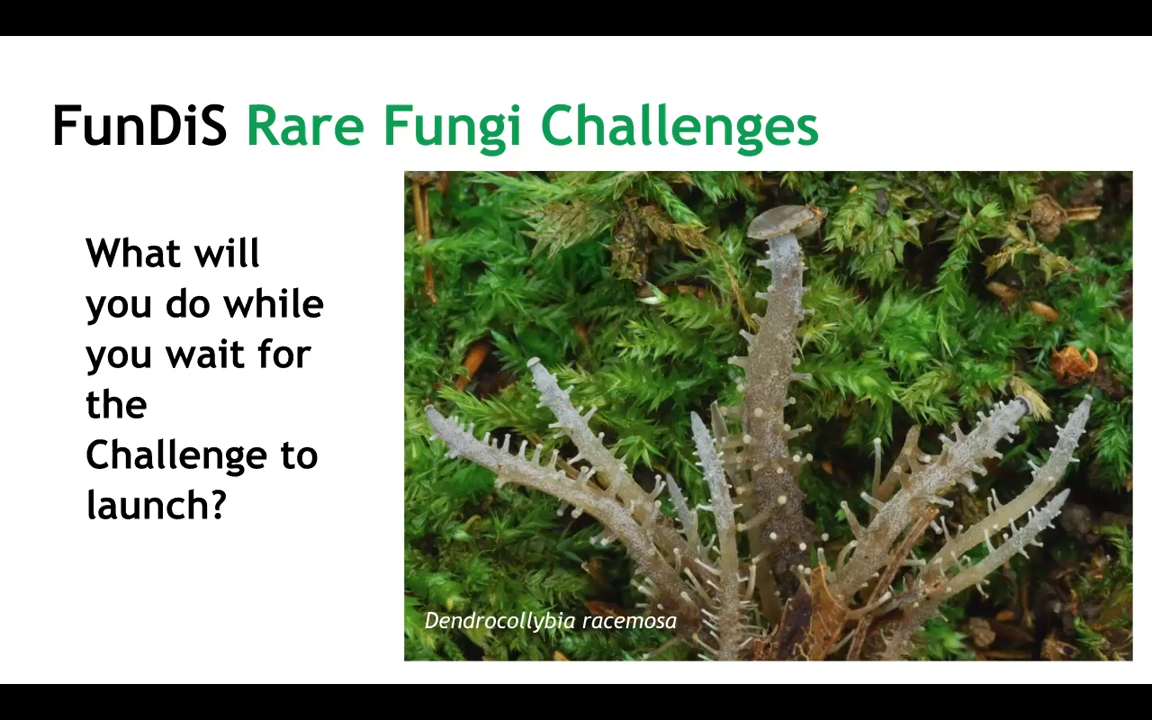 FunDiS Rare Fungi Challenges
What will
you do while
you wait for
the
Challenge to
launch?
Dendrocollybia racemosa